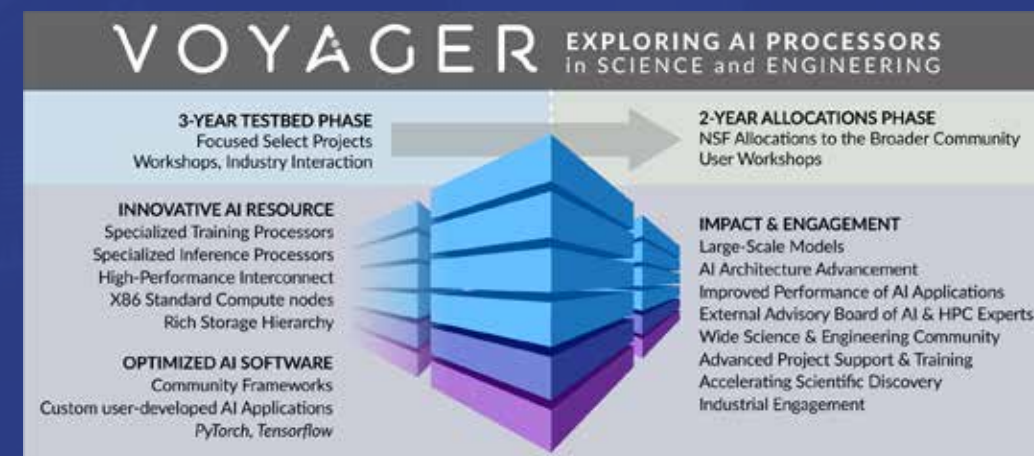 VOYAGER
EXPLORING AI PROCESSORS
in SCIENCE and ENGINEERING
3-YEAR TESTBED PHASE
Focused Select Projects
Workshops, Industry Interaction
2-YEAR ALLOCATIONS PHASE
NSF Allocations to the Broader Community
User Workshops
INNOVATIVE AI RESOURCE
Specialized Training Processors
Specialized Inference Processors
High-Performance Interconnect
X86 Standard Compute nodes
Rich Storage Hierarchy
OPTIMIZED AI SOFTWARE
Community Frameworks
Custom user-developed AI Applications
PyTorch, Tensorflow
IMPACT & ENGAGEMENT
Large-Scale Models
AI Architecture Advancement
Improved Performance of AI Applications
External Advisory Board of AI & HPC Experts
Wide Science & Engineering Community
Advanced Project Support & Training
Accelerating Scientific Discovery
Industrial Engagement